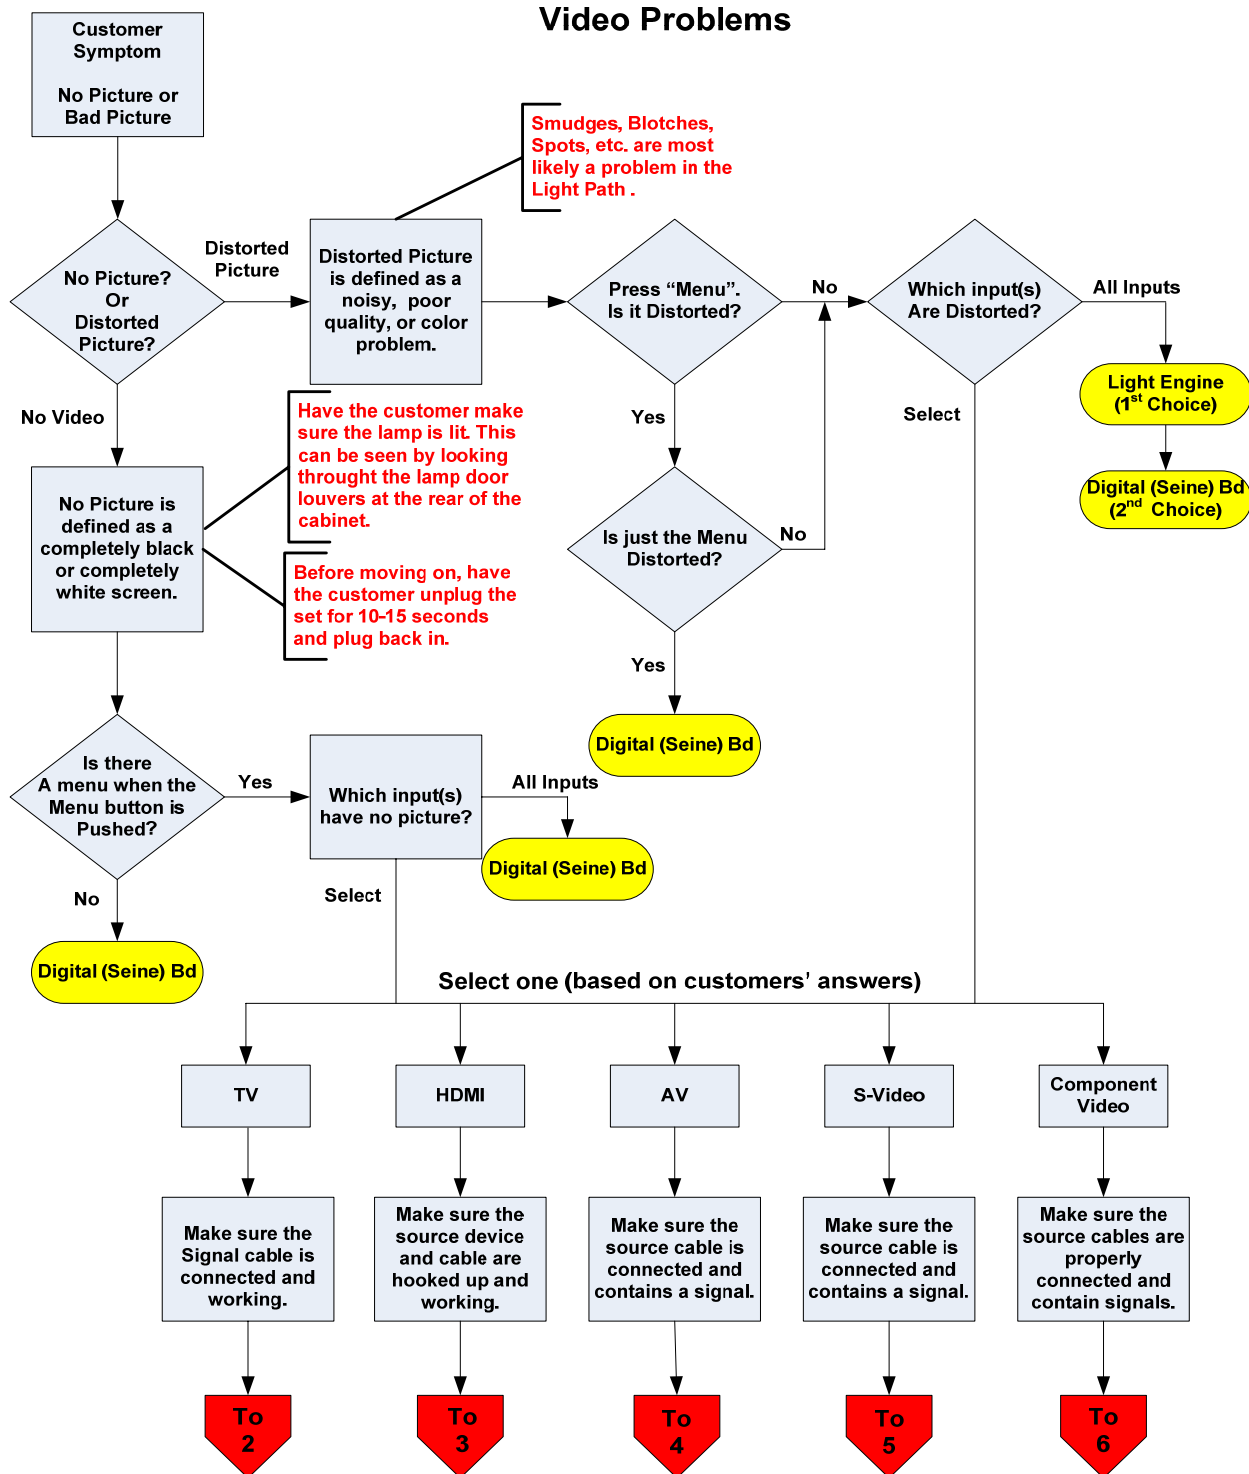 Video Problems
Customer
Symptom
No Picture or
Bad Picture
Smudges, Blotches,
Spots, etc. are most
likely a problem in the
Light Path .
No Picture?
Or
Distorted
Picture?
Distorted
Picture
Distorted Picture
is defined as a
noisy, poor
quality, or color
problem.
Press “Menu”.
Is it Distorted?
No
Which input(s)
Are Distorted?
All Inputs
Light Engine
(1st Choice)
Digital (Seine) Bd
(2nd Choice)
Yes
Select
No Video
Have the customer make
sure the lamp is lit. This
can be seen by looking
throught the lamp door
louvers at the rear of the
cabinet.
No Picture is
defined as a
completely black
or completely
white screen.
Before moving on, have
the customer unplug the
set for 10-15 seconds
and plug back in.
Is just the Menu
Distorted?
No
Yes
Digital (Seine) Bd
Is there
A menu when the
Menu button is
Pushed?
Yes
Which input(s)
have no picture?
All Inputs
Digital (Seine) Bd
No
Select
Digital (Seine) Bd
Select one (based on customers’ answers)
TV
HDMI
AV
S-Video
Component
Video
Make sure the
Signal cable is
connected and
working.
Make sure the
source device
and cable are
hooked up and
working.
Make sure the
source cable is
connected and
contains a signal.
Make sure the
source cable is
connected and
contains a signal.
Make sure the
source cables are
properly
connected and
contain signals.
To
2
To
3
To
4
To
5
To
6